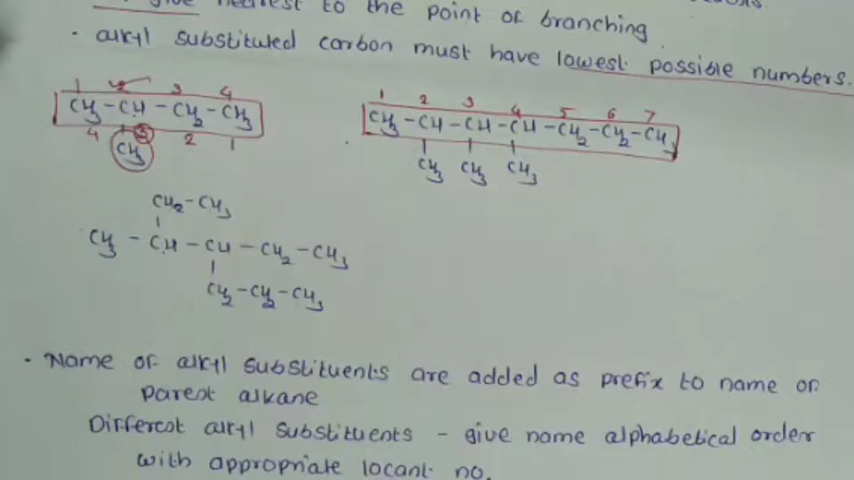 give nearest to the point of branching
· alkyl substituted carbon must have lowest possible numbers.
1 2 3 4
CH3 - CH - CH2 - CH3
4 3 2 1
CH3
1 2 3 4 5 6 7
CH3 - CH - CH - CH - CH2 - CH2 - CH3
CH3 CH3 CH3
CH2 - CH3
CH3 - CH - CH - CH2 - CH3
CH2 - CH2 - CH3
· Name of alkyl substituents are added as prefix to name of
Parent alkane
Different alkyl substituents - give name alphabetical order
with appropriate locant no.